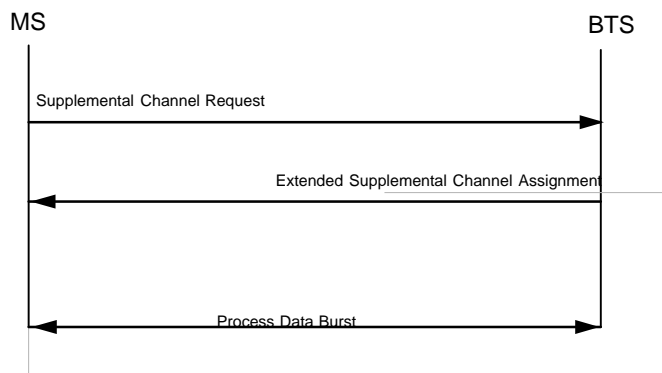 MS
BTS
Supplemental Channel Request
Extended Supplemental Channel Assignment
Process Data Burst